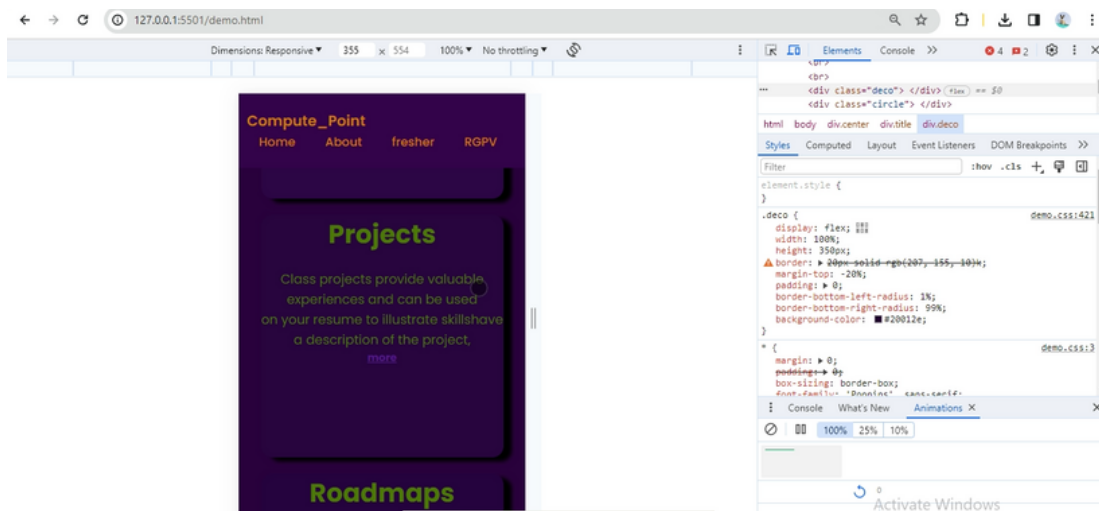 127.0.0.1:5501/demo.html
Dimensions: Responsive 355 x 554 100% No throttling
Elements Console 4 2
<br>
<br>
<div class="deco"> </div> flex == $0
<div class="circle"> </div>
html body div.center div.title div.deco
Styles Computed Layout Event Listeners DOM Breakpoints
Filter :hov .cls
element.style {
}
.deco { demo.css:421
display: flex;
width: 100%;
height: 350px;
border: 20px solid rgb(207, 155, 10)k;
margin-top: -20%;
padding: 0;
border-bottom-left-radius: 1%;
border-bottom-right-radius: 99%;
background-color: #20012e;
}
* { demo.css:3
margin: 0;
padding: 0;
box-sizing: border-box;
font-family: 'Poppins', sans-serif;
Console What's New Animations
100% 25% 10%
0
Activate Windows
Compute_Point
Home About fresher RGPV
Projects
Class projects provide valuable
experiences and can be used
on your resume to illustrate skillshave
a description of the project,
more
Roadmaps